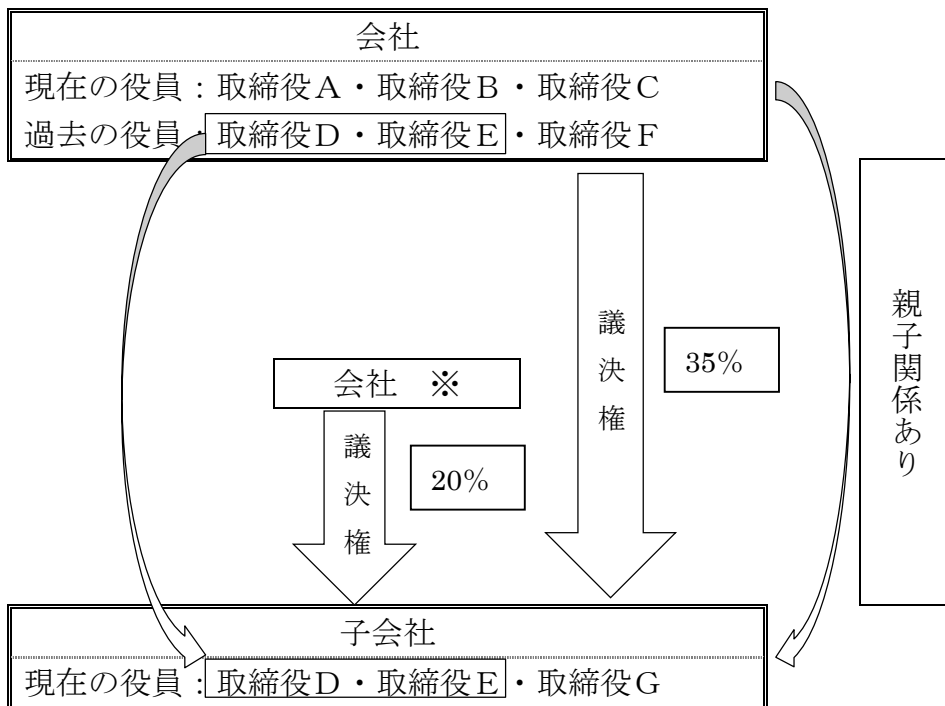 会社
現在の役員:取締役A・取締役B・取締役C
過去の役員:取締役D・取締役E・取締役F
親子関係あり
議決権
35%
会社 ※
議決権
20%
子会社
現在の役員:取締役D・取締役E・取締役G